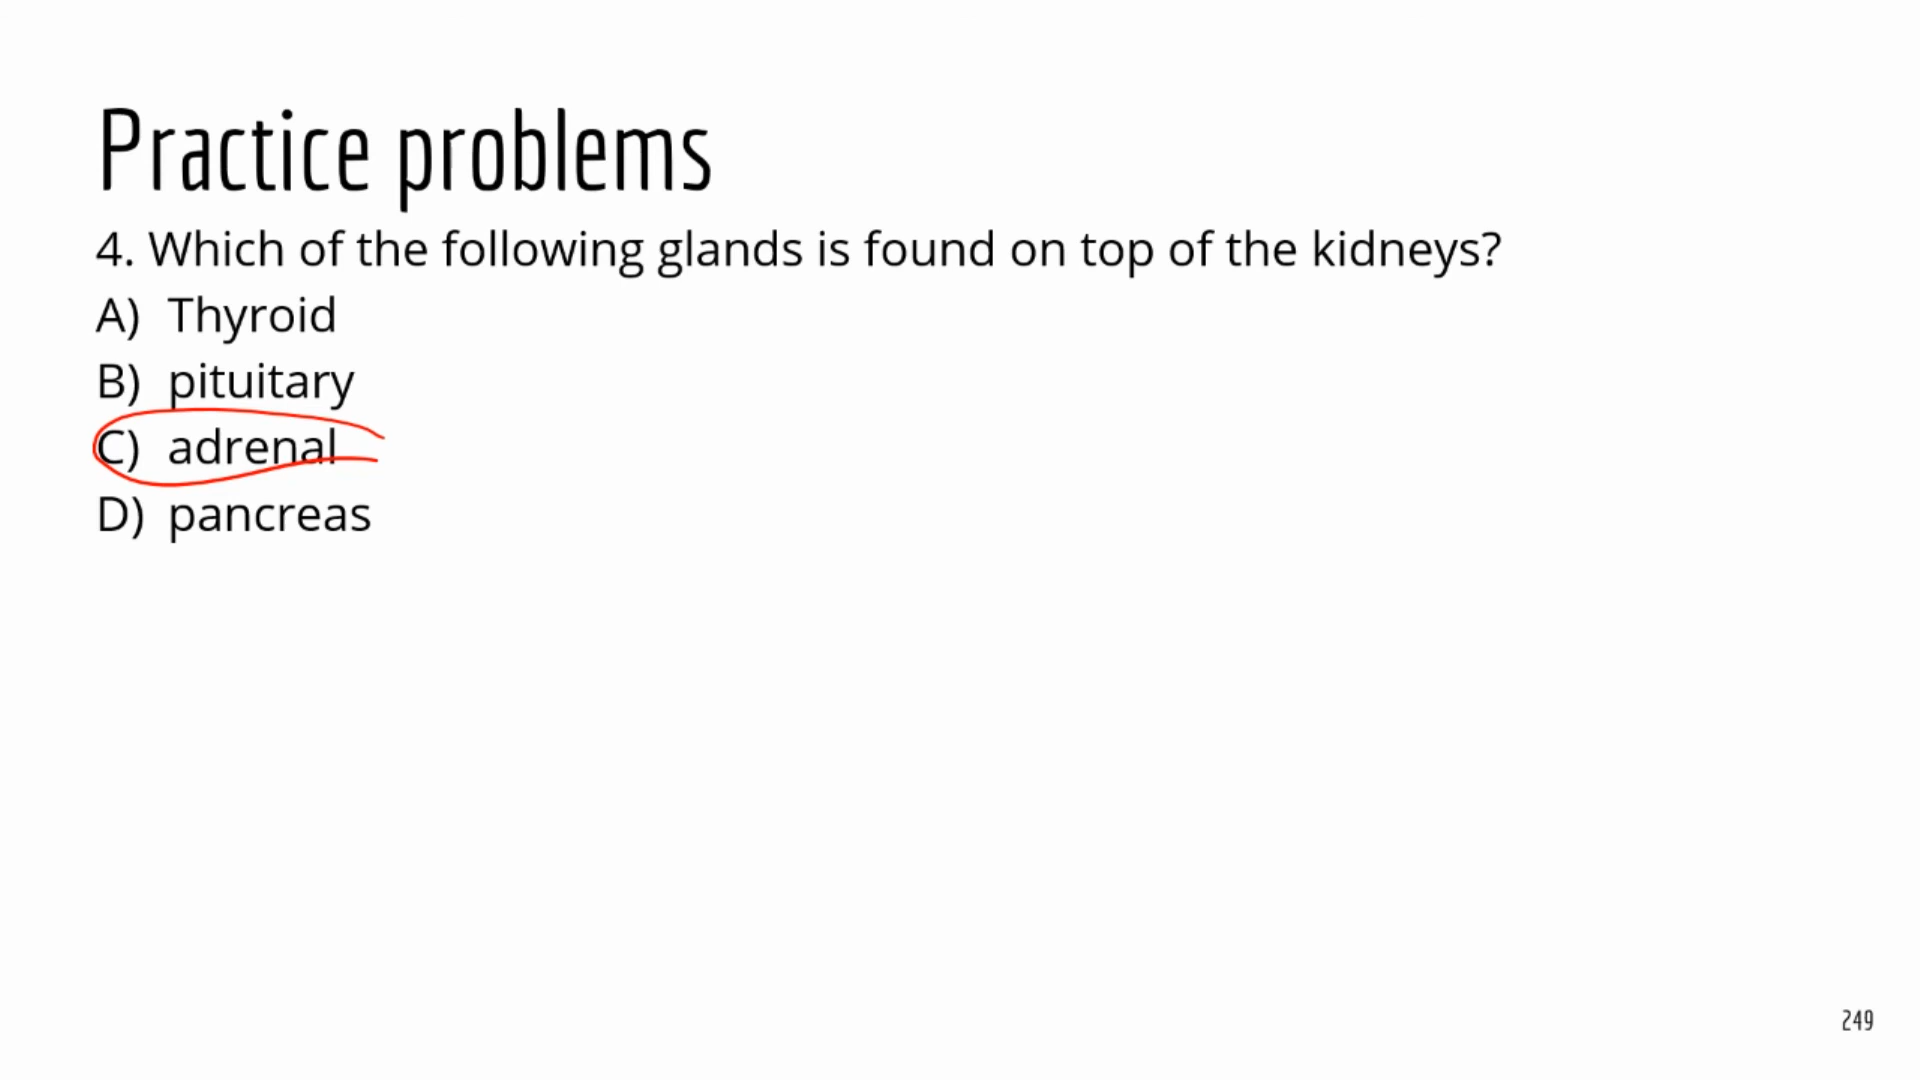 Practice problems
4. Which of the following glands is found on top of the kidneys?
A) Thyroid
B) pituitary
C) adrenal
D) pancreas
249